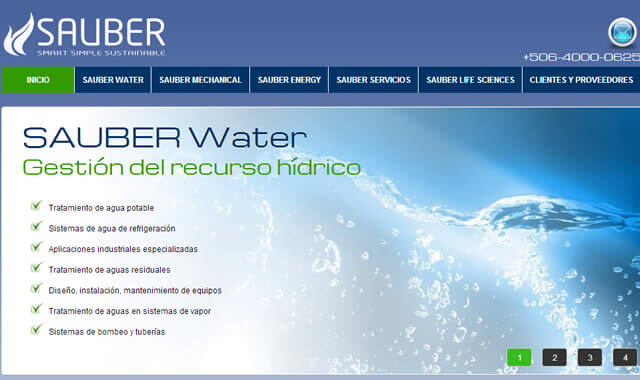 SAUBER
SMART SIMPLE SUSTAINABLE
+506-4000-0625
INICIO
SAUBER WATER
SAUBER MECHANICAL
SAUBER ENERGY
SAUBER SERVICIOS
SAUBER LIFE SCIENCES
CLIENTES Y PROVEEDORES
SAUBER Water
Gestión del recurso hídrico
Tratamiento de agua potable
Sistemas de agua de refrigeración
Aplicaciones industriales especializadas
Tratamiento de aguas residuales
Diseño, instalación, mantenimiento de equipos
Tratamiento de aguas en sistemas de vapor
Sistemas de bombeo y tuberías
1 2 3 4